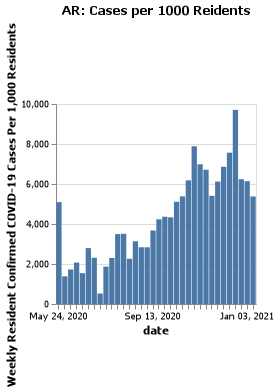 AR: Cases per 1000 Reidents
Weekly Resident Confirmed COVID-19 Cases Per 1,000 Residents
10,000
8,000
6,000
4,000
2,000
0
May 24, 2020 Sep 13, 2020 Jan 03, 2021
date